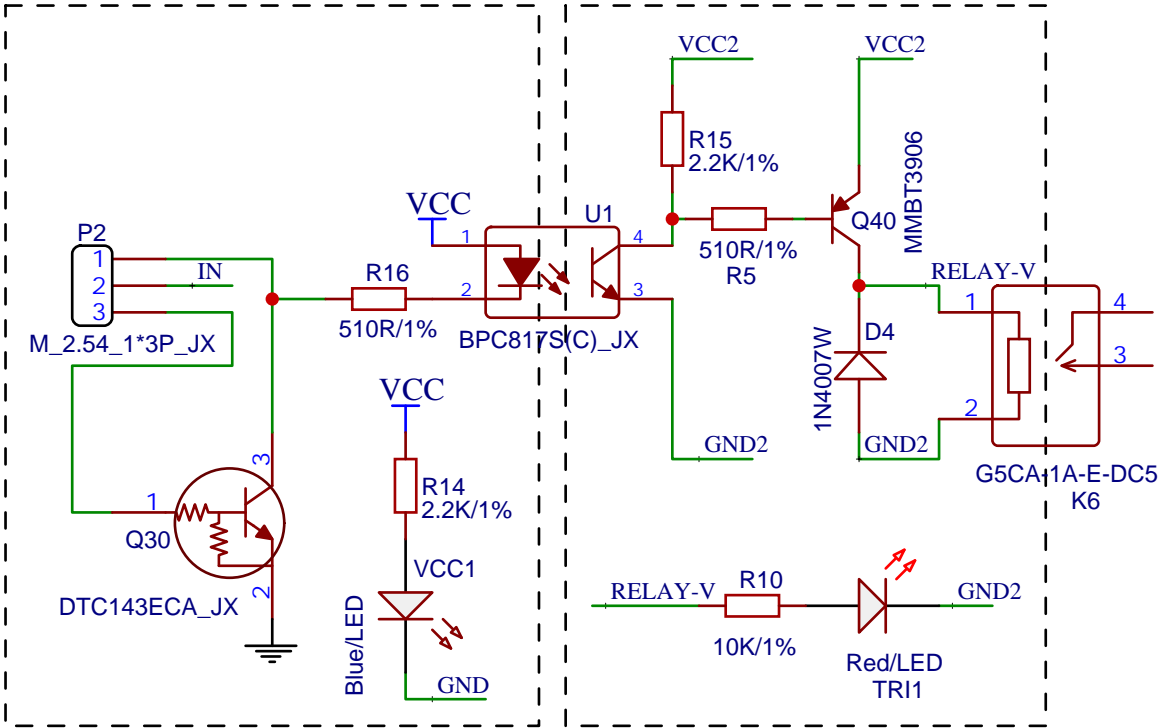 P2
1
2
3
IN
M_2.54_1*3P_JX
R16
510R/1%
VCC
1
2
U1
4
3
BPC817S(C)_JX
3
1
Q30
2
DTC143ECA_JX
VCC
R14
2.2K/1%
VCC1
Blue/LED
GND
VCC2
R15
2.2K/1%
510R/1%
R5
VCC2
Q40
MMBT3906
RELAY-V
D4
1N4007W
GND2
GND2
1
2
4
3
G5CA-1A-E-DC5
K6
RELAY-V
R10
10K/1%
GND2
Red/LED
TRI1